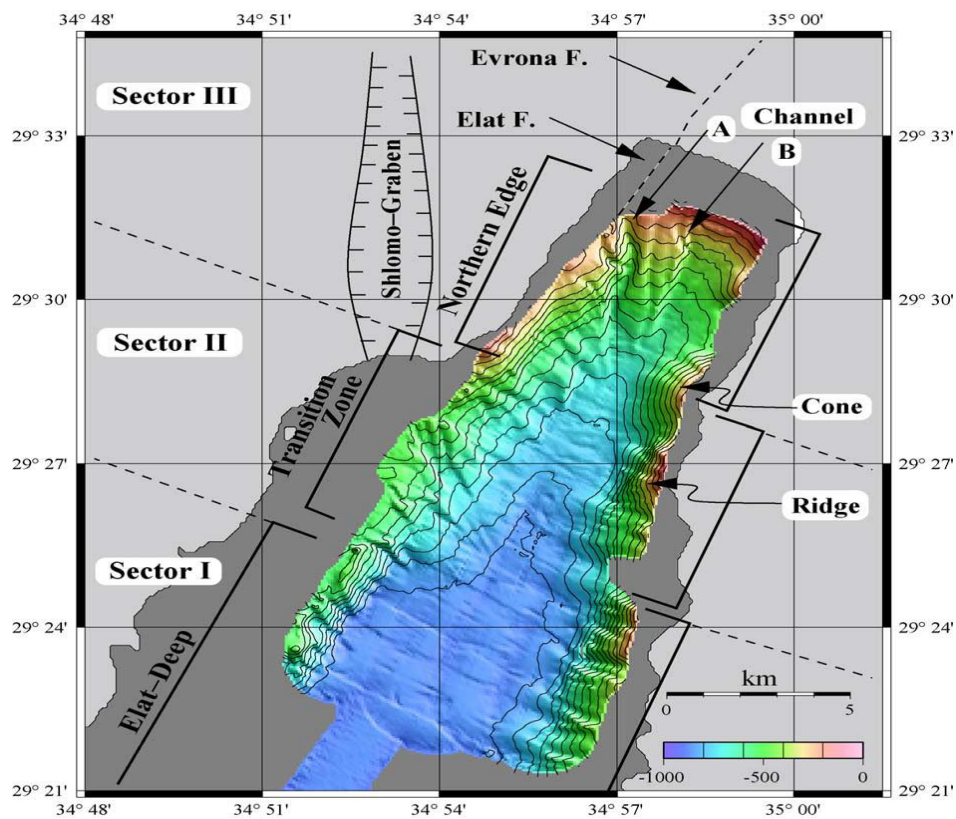 34° 48'
34° 51'
34° 54'
34° 57'
35° 00'
Evrona F.
Sector III
Channel
Elat F.
A
B
29° 33'
29° 33'
Shlomo–Graben
Northern Edge
29° 30'
29° 30'
Sector II
Transition
Zone
Cone
29° 27'
29° 27'
Ridge
Sector I
29° 24'
29° 24'
Elat–Deep
km
0
5
-1000
-500
0
29° 21'
29° 21'
34° 48'
34° 51'
34° 54'
34° 57'
35° 00'